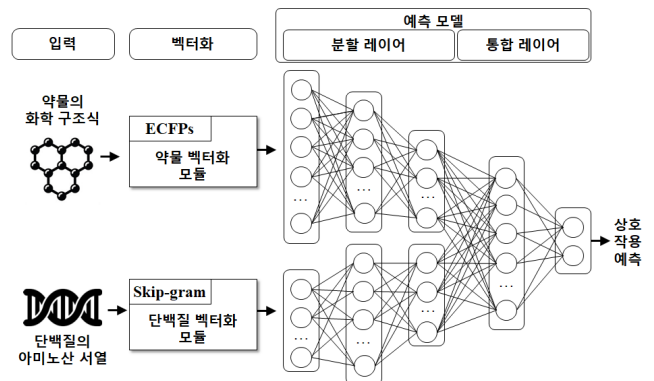 입력
벡터화
예측 모델
분할 레이어
통합 레이어
약물의
화학 구조식
ECFPs
약물 벡터화
모듈
...
...
...
...
상호
작용
예측
Skip-gram
단백질 벡터화
모듈
단백질의
아미노산 서열
...
...
...